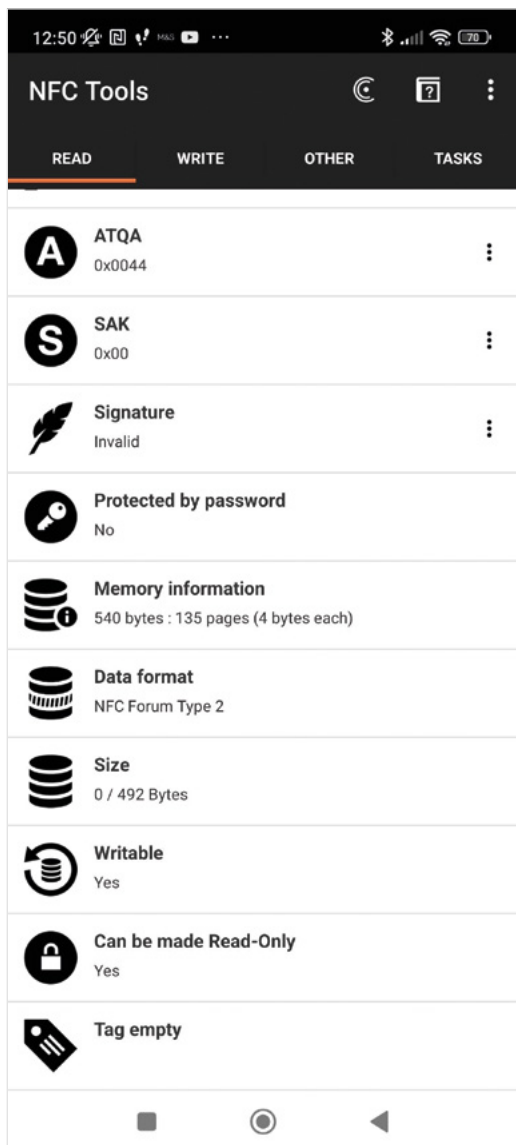 12:50 M&S 70
NFC Tools
READ WRITE OTHER TASKS
A ATQA
0x0044
S SAK
0x00
Signature
Invalid
Protected by password
No
Memory information
540 bytes : 135 pages (4 bytes each)
Data format
NFC Forum Type 2
Size
0 / 492 Bytes
Writable
Yes
Can be made Read-Only
Yes
Tag empty